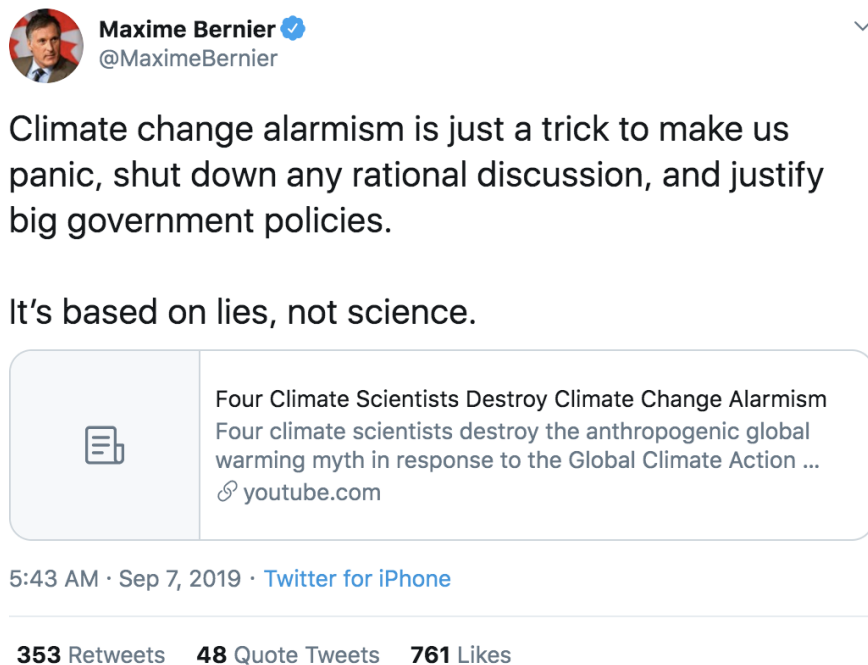 Maxime Bernier
@MaximeBernier
Climate change alarmism is just a trick to make us
panic, shut down any rational discussion, and justify
big government policies.
It’s based on lies, not science.
Four Climate Scientists Destroy Climate Change Alarmism
Four climate scientists destroy the anthropogenic global
warming myth in response to the Global Climate Action ...
youtube.com
5:43 AM · Sep 7, 2019 · Twitter for iPhone
353 Retweets 48 Quote Tweets 761 Likes